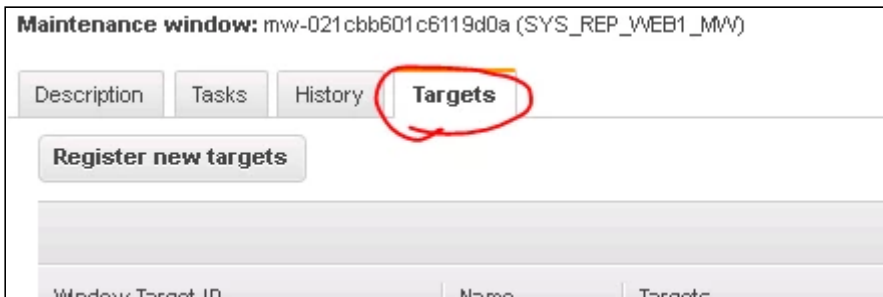 Maintenance window: mw-021cbb601c6119d0a (SYS_REP_WEB1_MW)
Description Tasks History Targets
Register new targets
Window Target ID Name Targets